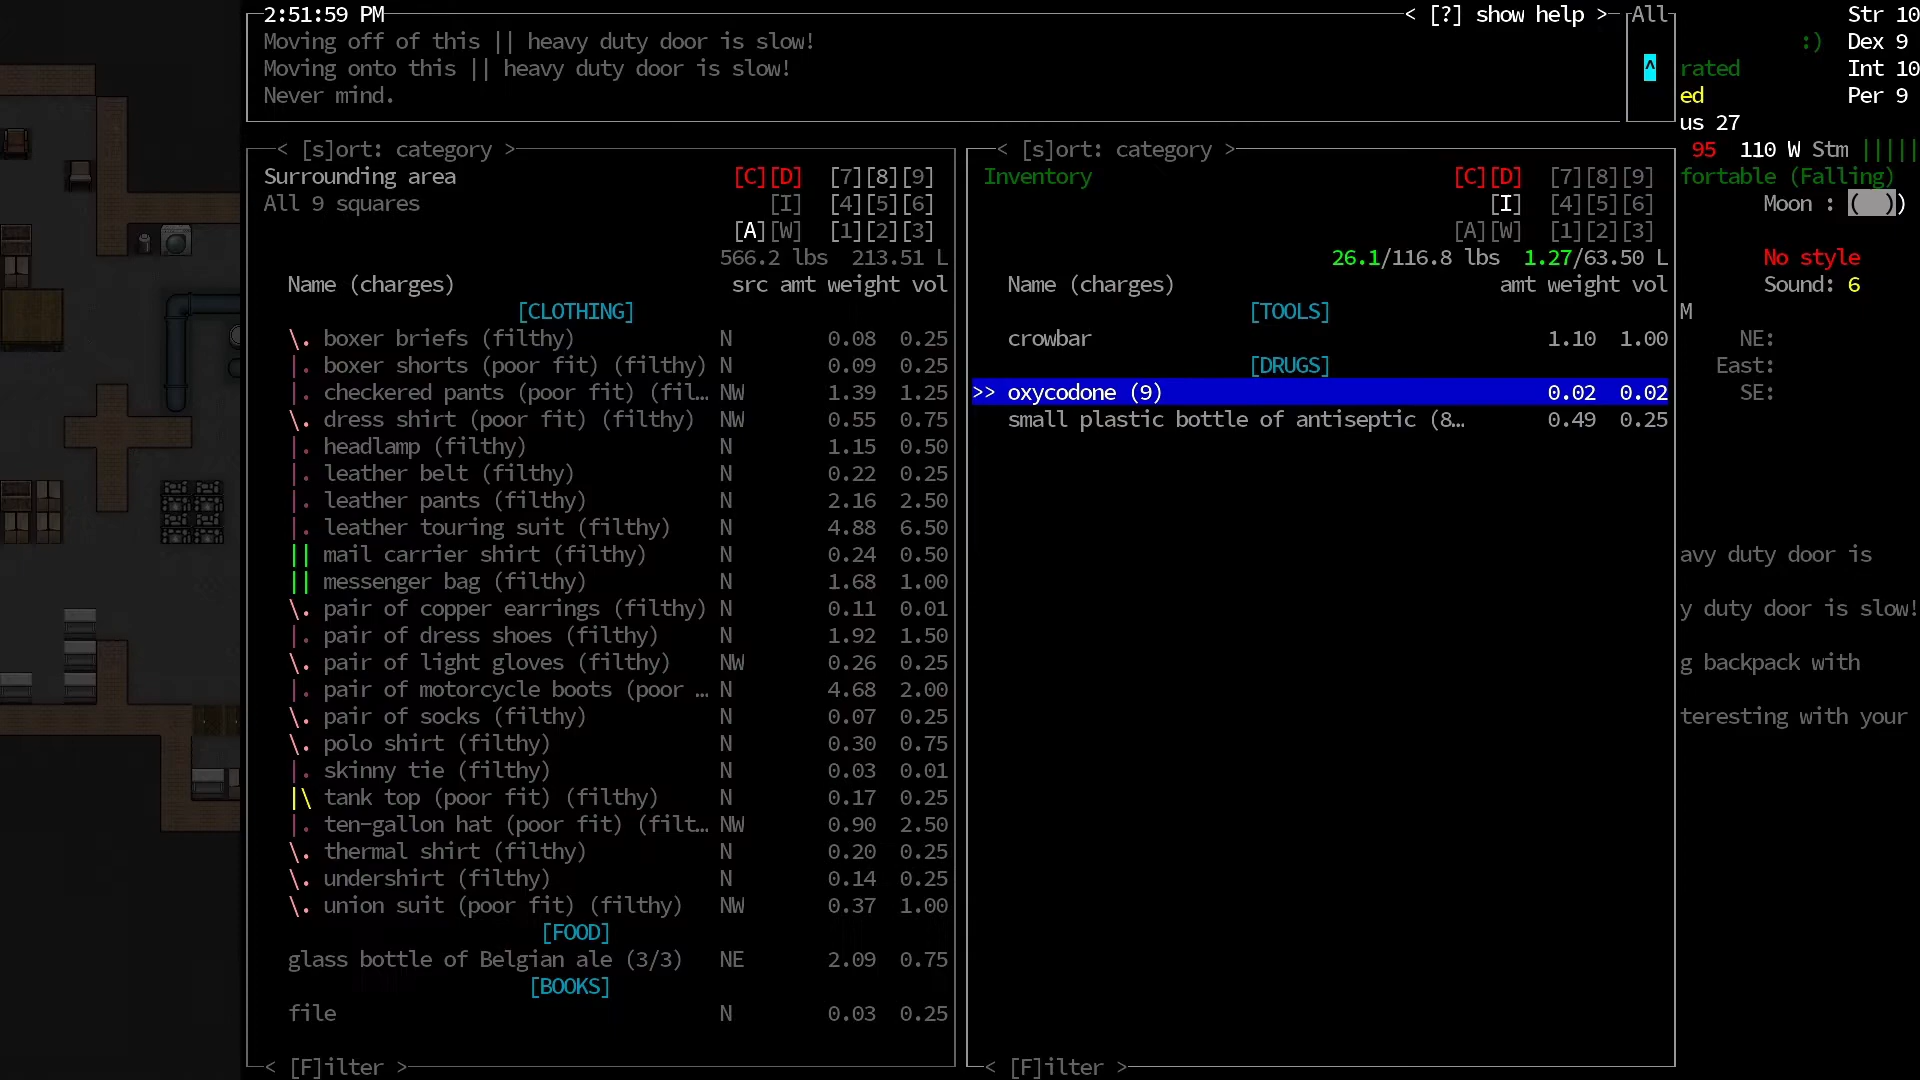 2:51:59 PM
< [?] show help >
All
Moving off of this || heavy duty door is slow!
Moving onto this || heavy duty door is slow!
Never mind.
^
:)
rated
ed
us 27
95 110 W Stm |||||
fortable (Falling)
Moon : (  ))
No style
Sound: 6
M
NE:
East:
SE:
Str 10
Dex 9
Int 10
Per 9
< [s]ort: category >
Surrounding area [C][D] [7][8][9]
All 9 squares [I] [4][5][6]
[A][W] [1][2][3]
566.2 lbs 213.51 L
Name (charges) src amt weight vol
[CLOTHING]
\. boxer briefs (filthy) N 0.08 0.25
|. boxer shorts (poor fit) (filthy) N 0.09 0.25
|. checkered pants (poor fit) (fil… NW 1.39 1.25
\. dress shirt (poor fit) (filthy) NW 0.55 0.75
|. headlamp (filthy) N 1.15 0.50
|. leather belt (filthy) N 0.22 0.25
|. leather pants (filthy) N 2.16 2.50
|. leather touring suit (filthy) N 4.88 6.50
|| mail carrier shirt (filthy) N 0.24 0.50
|| messenger bag (filthy) N 1.68 1.00
\. pair of copper earrings (filthy) N 0.11 0.01
|. pair of dress shoes (filthy) N 1.92 1.50
\. pair of light gloves (filthy) NW 0.26 0.25
|. pair of motorcycle boots (poor … N 4.68 2.00
\. pair of socks (filthy) N 0.07 0.25
\. polo shirt (filthy) N 0.30 0.75
|. skinny tie (filthy) N 0.03 0.01
|\ tank top (poor fit) (filthy) N 0.17 0.25
|. ten-gallon hat (poor fit) (filt… NW 0.90 2.50
\. thermal shirt (filthy) N 0.20 0.25
\. undershirt (filthy) N 0.14 0.25
\. union suit (poor fit) (filthy) NW 0.37 1.00
[FOOD]
glass bottle of Belgian ale (3/3) NE 2.09 0.75
[BOOKS]
file N 0.03 0.25
< [F]ilter >
< [s]ort: category >
Inventory [C][D] [7][8][9]
[I] [4][5][6]
[A][W] [1][2][3]
26.1/116.8 lbs 1.27/63.50 L
Name (charges) amt weight vol
[TOOLS]
crowbar 1.10 1.00
[DRUGS]
>> oxycodone (9) 0.02 0.02
small plastic bottle of antiseptic (8… 0.49 0.25
< [F]ilter >
avy duty door is
y duty door is slow!
g backpack with
teresting with your